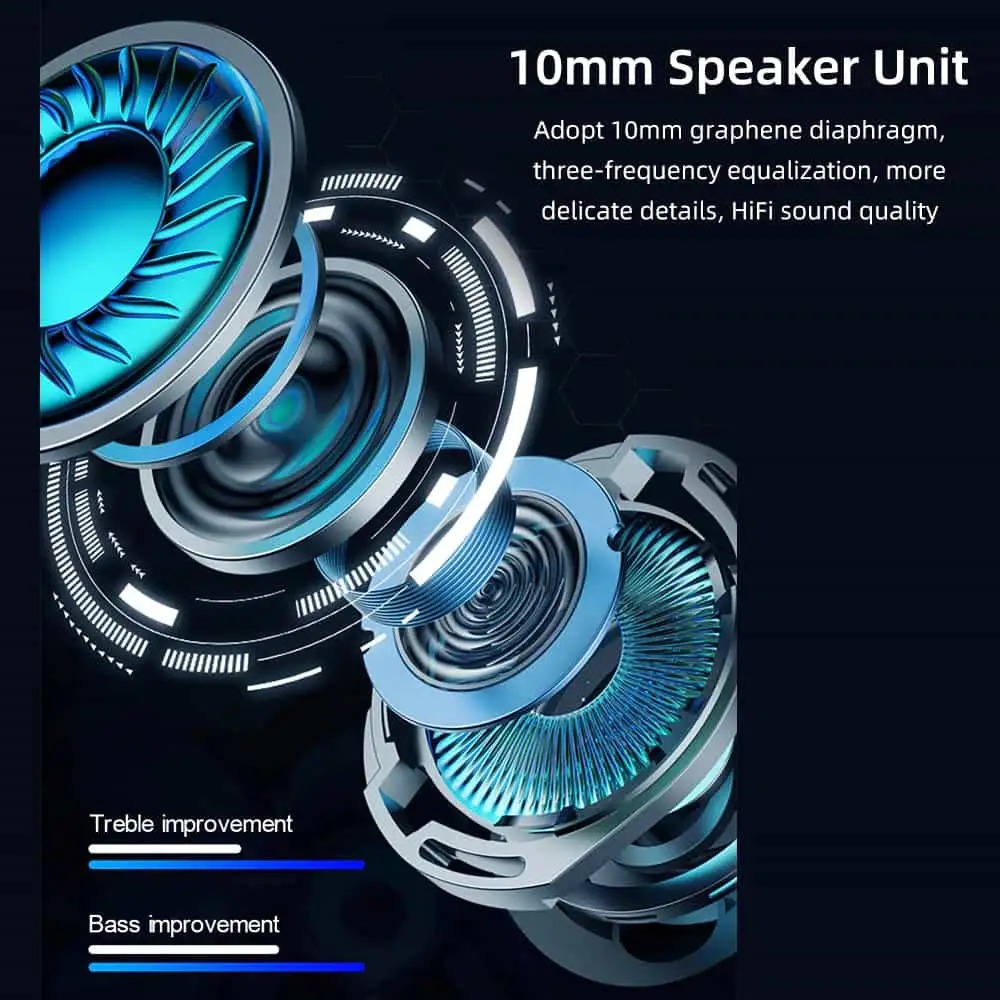 10mm Speaker Unit
Adopt 10mm graphene diaphragm,
three-frequency equalization, more
delicate details, HiFi sound quality
Treble improvement
Bass improvement